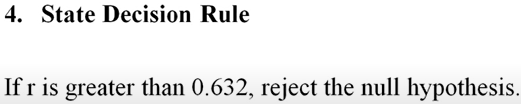 4. State Decision Rule
If r is greater than 0.632, reject the null hypothesis.